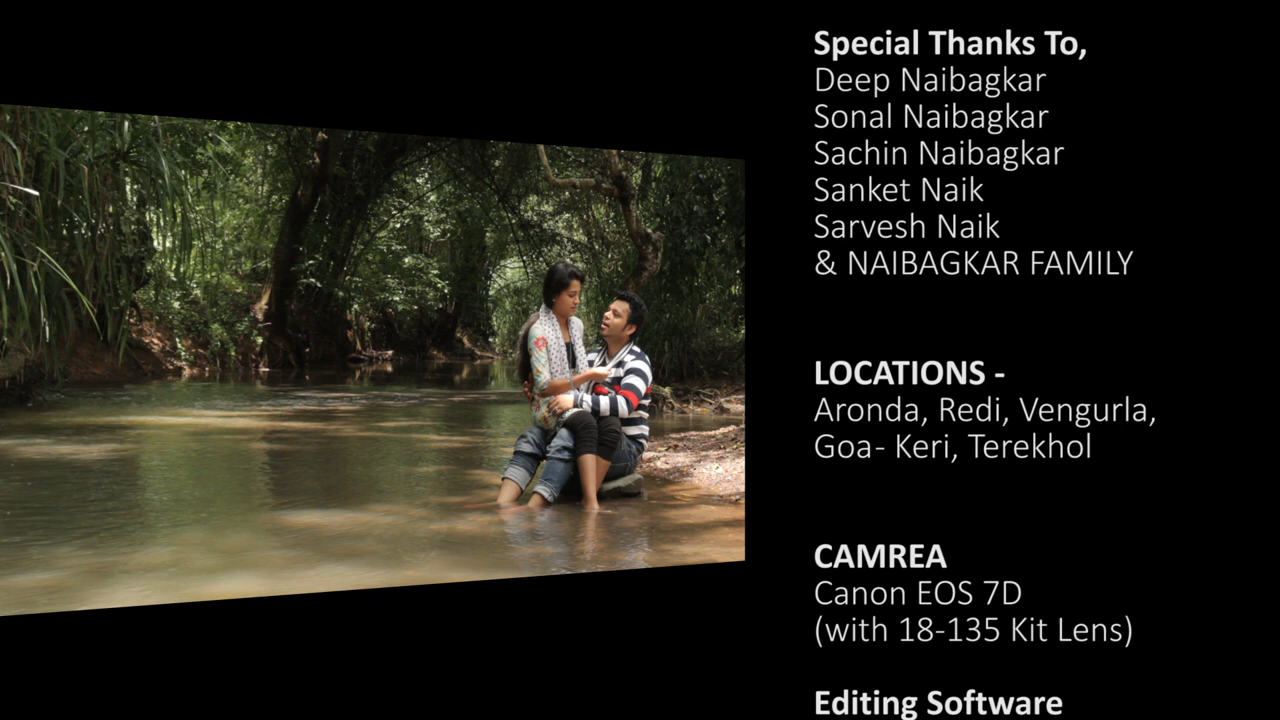 Special Thanks To,
Deep Naibagkar
Sonal Naibagkar
Sachin Naibagkar
Sanket Naik
Sarvesh Naik
& NAIBAGKAR FAMILY
LOCATIONS -
Aronda, Redi, Vengurla,
Goa- Keri, Terekhol
CAMREA
Canon EOS 7D
(with 18-135 Kit Lens)
Editing Software